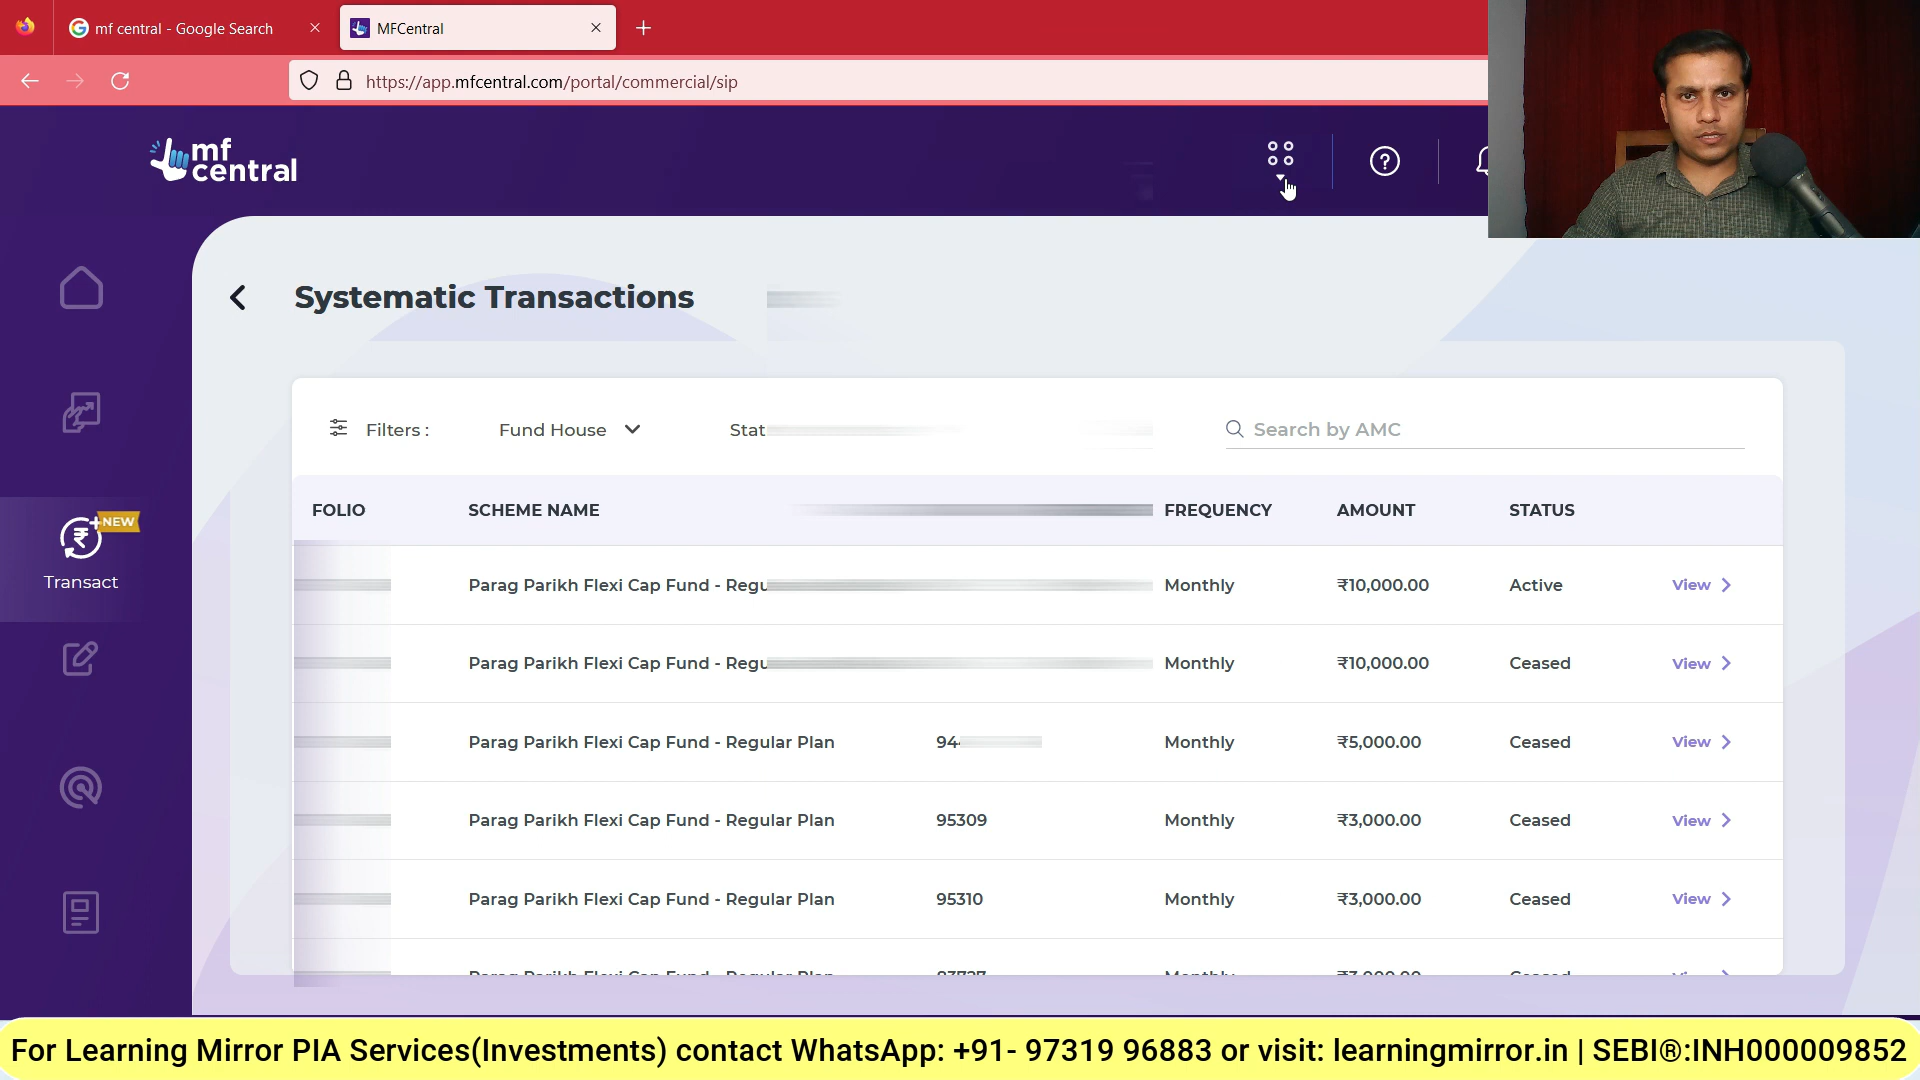 mf central - Google Search
MFCentral
https://app.mfcentral.com/portal/commercial/sip
mf
central
Systematic Transactions
Filters :
Fund House
Search by AMC
FOLIO SCHEME NAME FREQUENCY AMOUNT STATUS
Parag Parikh Flexi Cap Fund - Monthly ₹10,000.00 Active View
Parag Parikh Flexi Cap Fund - Monthly ₹10,000.00 Ceased View
Parag Parikh Flexi Cap Fund - Regular Plan Monthly ₹5,000.00 Ceased View
Parag Parikh Flexi Cap Fund - Regular Plan 95309 Monthly ₹3,000.00 Ceased View
Parag Parikh Flexi Cap Fund - Regular Plan 95310 Monthly ₹3,000.00 Ceased View
NEW
Transact
For Learning Mirror PIA Services(Investments) contact WhatsApp: +91- 97319 96883 or visit: learningmirror.in | SEBI®:INH000009852